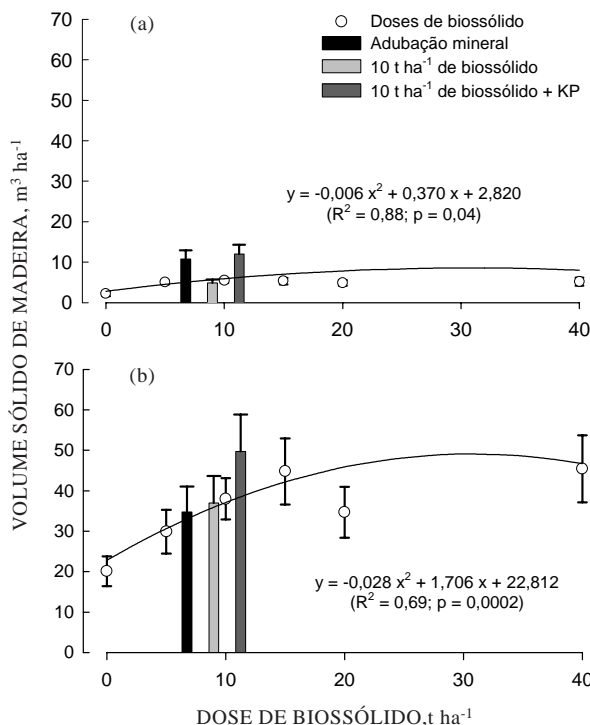 (a)
Doses de biossólido
Adubação mineral
10 t ha⁻¹ de biossólido
10 t ha⁻¹ de biossólido + KP
70
60
50
40
30
20
10
0
y = -0,006 x² + 0,370 x + 2,820
(R² = 0,88; p = 0,04)
0 10 20 30 40
VOLUME SÓLIDO DE MADEIRA, m³ ha⁻¹
(b)
70
60
50
40
30
20
10
0
y = -0,028 x² + 1,706 x + 22,812
(R² = 0,69; p = 0,0002)
0 10 20 30 40
DOSE DE BIOSSÓLIDO,t ha⁻¹